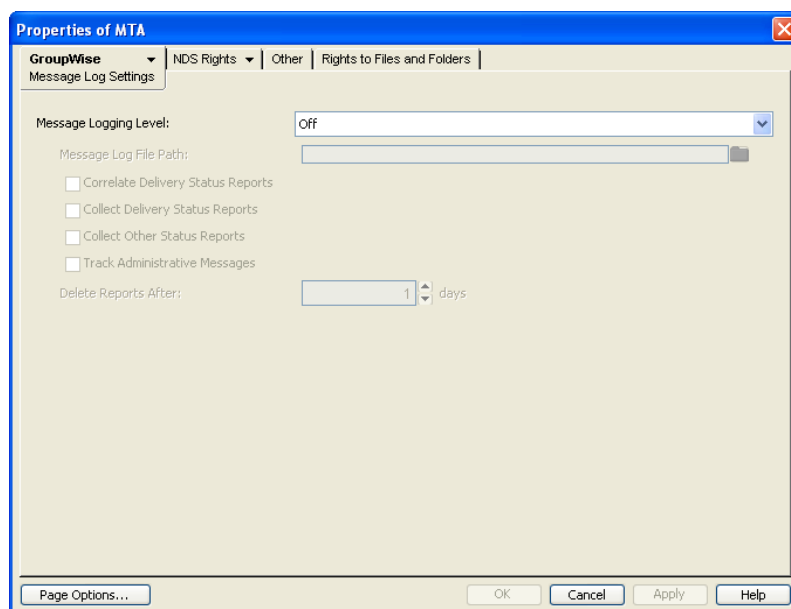 Properties of MTA
GroupWise NDS Rights Other Rights to Files and Folders
Message Log Settings
Message Logging Level: Off
Message Log File Path:
Correlate Delivery Status Reports
Collect Delivery Status Reports
Collect Other Status Reports
Track Administrative Messages
Delete Reports After: 1 days
Page Options... OK Cancel Apply Help